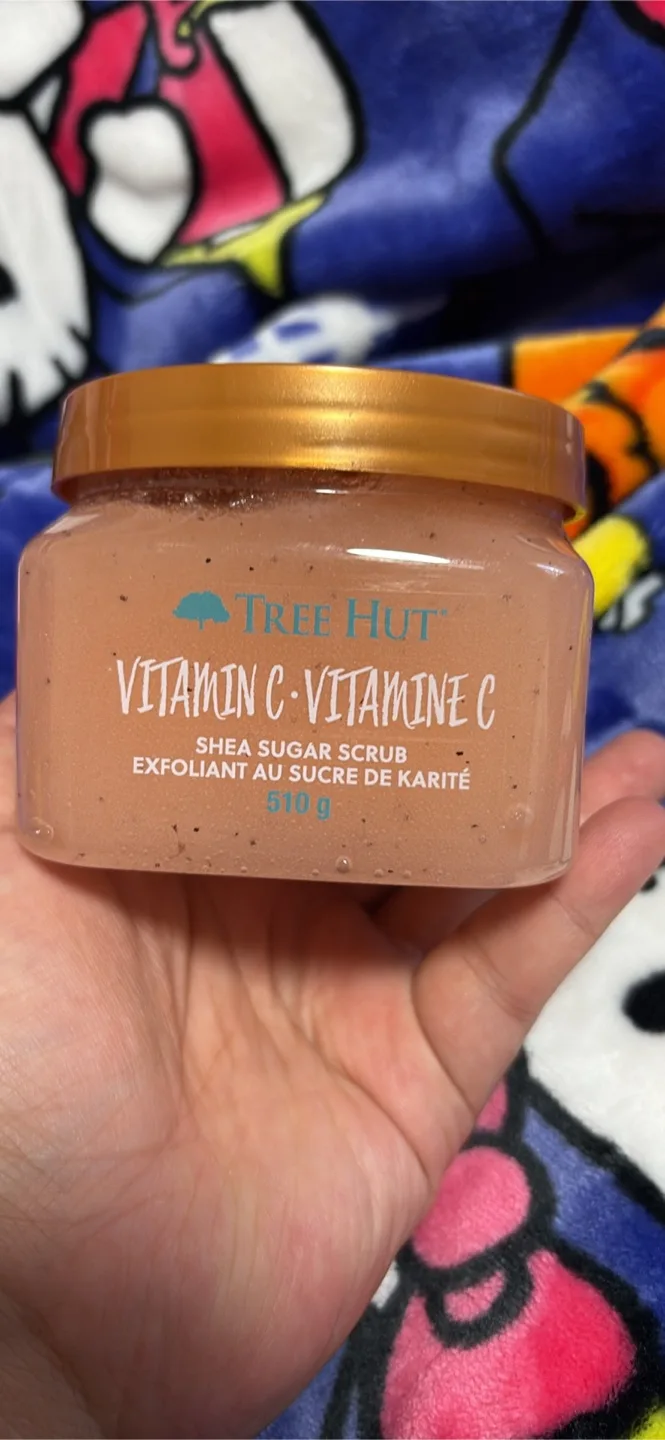 TREE HUT
VITAMIN C • VITAMINE C
SHEA SUGAR SCRUB
EXFOLIANT AU SUCRE DE KARITÉ
510 g